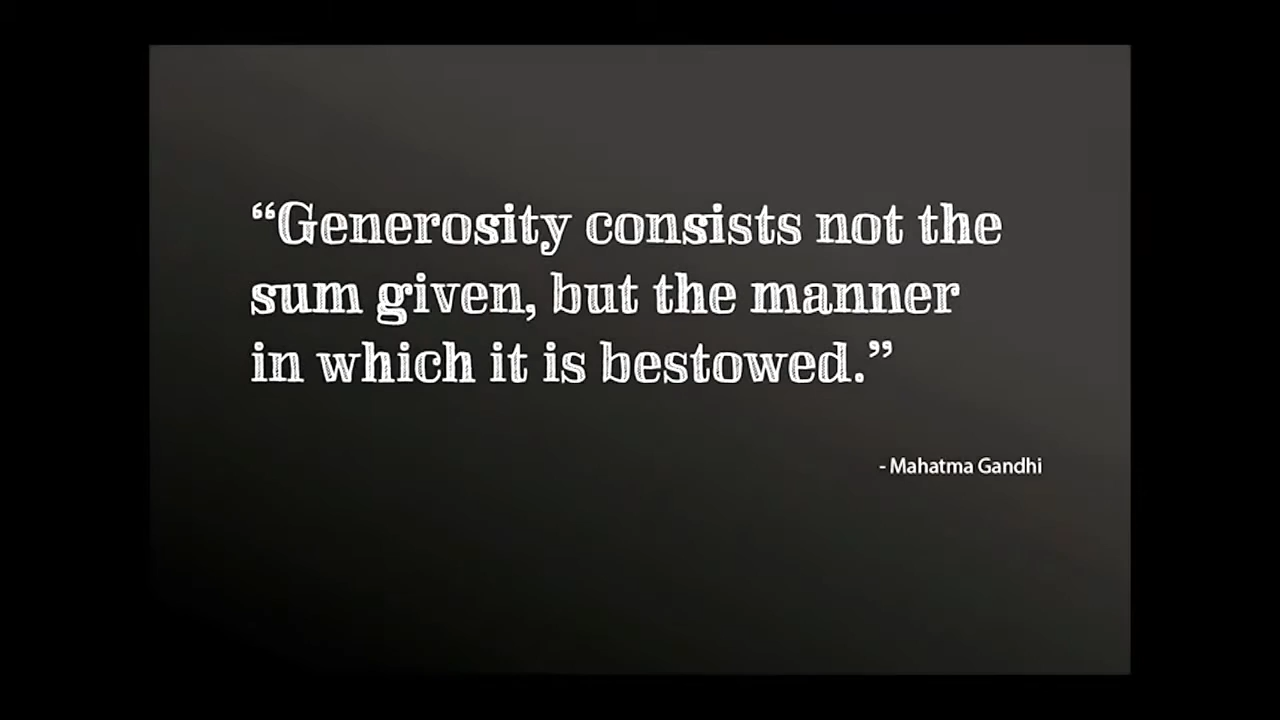 “Generosity consists not the
sum given, but the manner
in which it is bestowed.”
- Mahatma Gandhi